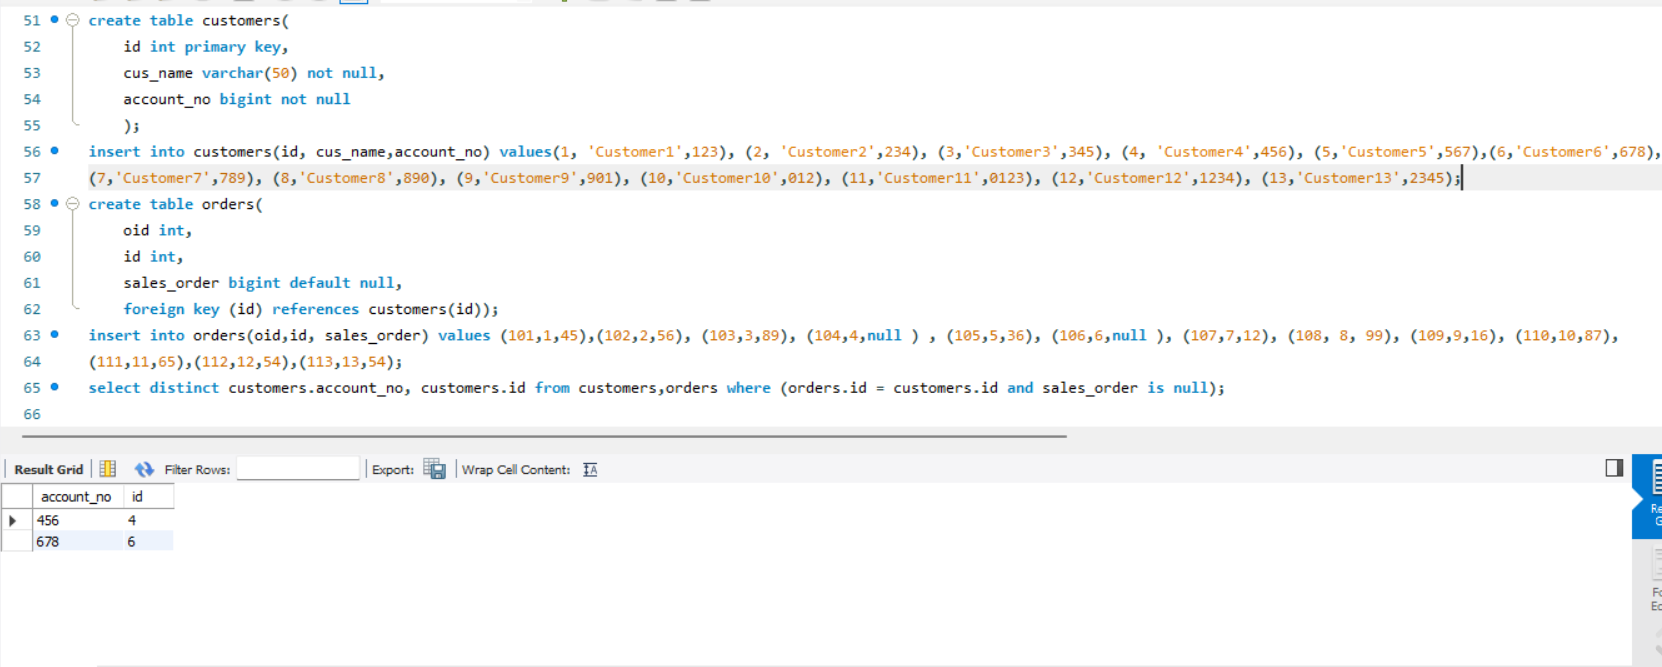 51 create table customers(
52 id int primary key,
53 cus_name varchar(50) not null,
54 account_no bigint not null
55 );
56 insert into customers(id, cus_name,account_no) values(1, 'Customer1',123), (2, 'Customer2',234), (3,'Customer3',345), (4, 'Customer4',456), (5,'Customer5',567),(6,'Customer6',678),
57 (7,'Customer7',789), (8,'Customer8',890), (9,'Customer9',901), (10,'Customer10',012), (11,'Customer11',0123), (12,'Customer12',1234), (13,'Customer13',2345);
58 create table orders(
59 oid int,
60 id int,
61 sales_order bigint default null,
62 foreign key (id) references customers(id));
63 insert into orders(oid,id, sales_order) values (101,1,45),(102,2,56), (103,3,89), (104,4,null ) , (105,5,36), (106,6,null ), (107,7,12), (108, 8, 99), (109,9,16), (110,10,87),
64 (111,11,65),(112,12,54),(113,13,54);
65 select distinct customers.account_no, customers.id from customers,orders where (orders.id = customers.id and sales_order is null);
66
Result Grid Filter Rows: Export: Wrap Cell Content:
account_no id
456 4
678 6